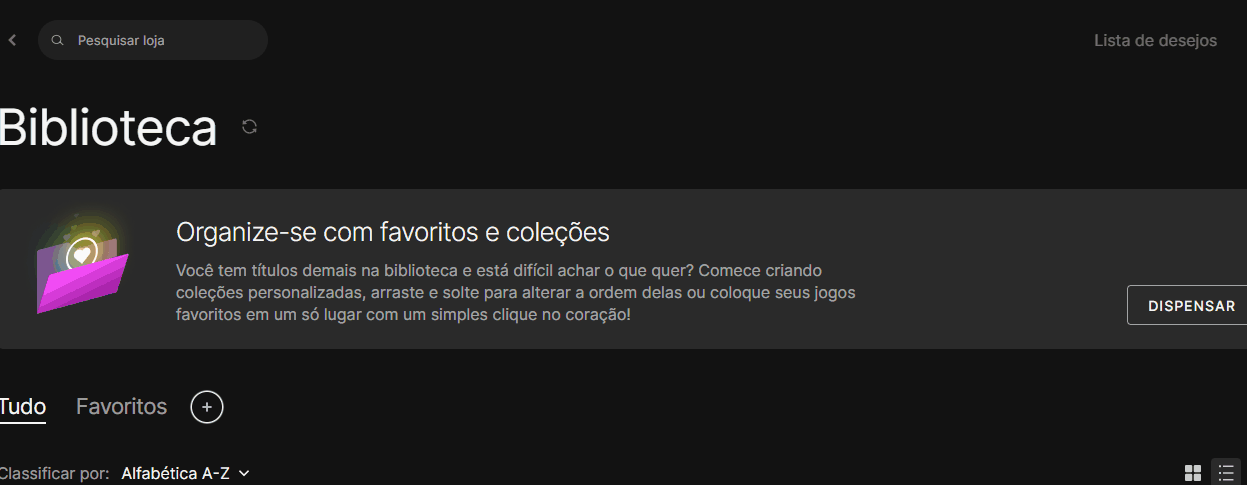 Pesquisar loja
Lista de desejos
Biblioteca
Organize-se com favoritos e coleções
Você tem títulos demais na biblioteca e está difícil achar o que quer? Comece criando
coleções personalizadas, arraste e solte para alterar a ordem delas ou coloque seus jogos
favoritos em um só lugar com um simples clique no coração!
DISPENSAR
Tudo Favoritos
Classificar por: Alfabética A-Z